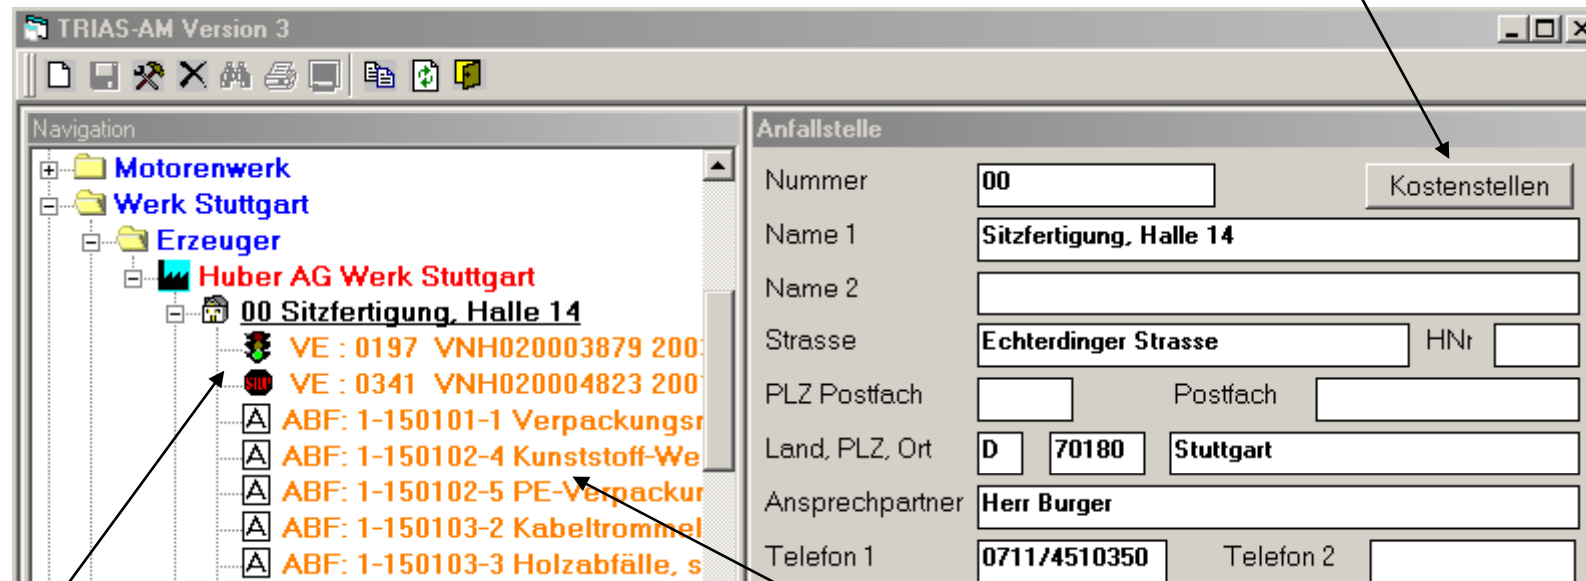 TRIAS-AM Version 3
Navigation
Motorenwerk
Werk Stuttgart
Erzeuger
Huber AG Werk Stuttgart
00 Sitzfertigung, Halle 14
VE : 0197 VNH020003879 200
VE : 0341 VNH020004823 200
ABF: 1-150101-1
ABF: 1-150102-4 Kunststoff-We
ABF: 1-150102-5
ABF: 1-150103-2 Kabeltrommel
ABF: 1-150103-3 Holzabfälle, s
Anfallstelle
Nummer 00 Kostenstellen
Name 1 Sitzfertigung, Halle 14
Name 2
Strasse Echterdinger Strasse HNr
PLZ Postfach Postfach
Land, PLZ, Ort D 70180 Stuttgart
Ansprechpartner Herr Burger
Telefon 1 0711/4510350 Telefon 2